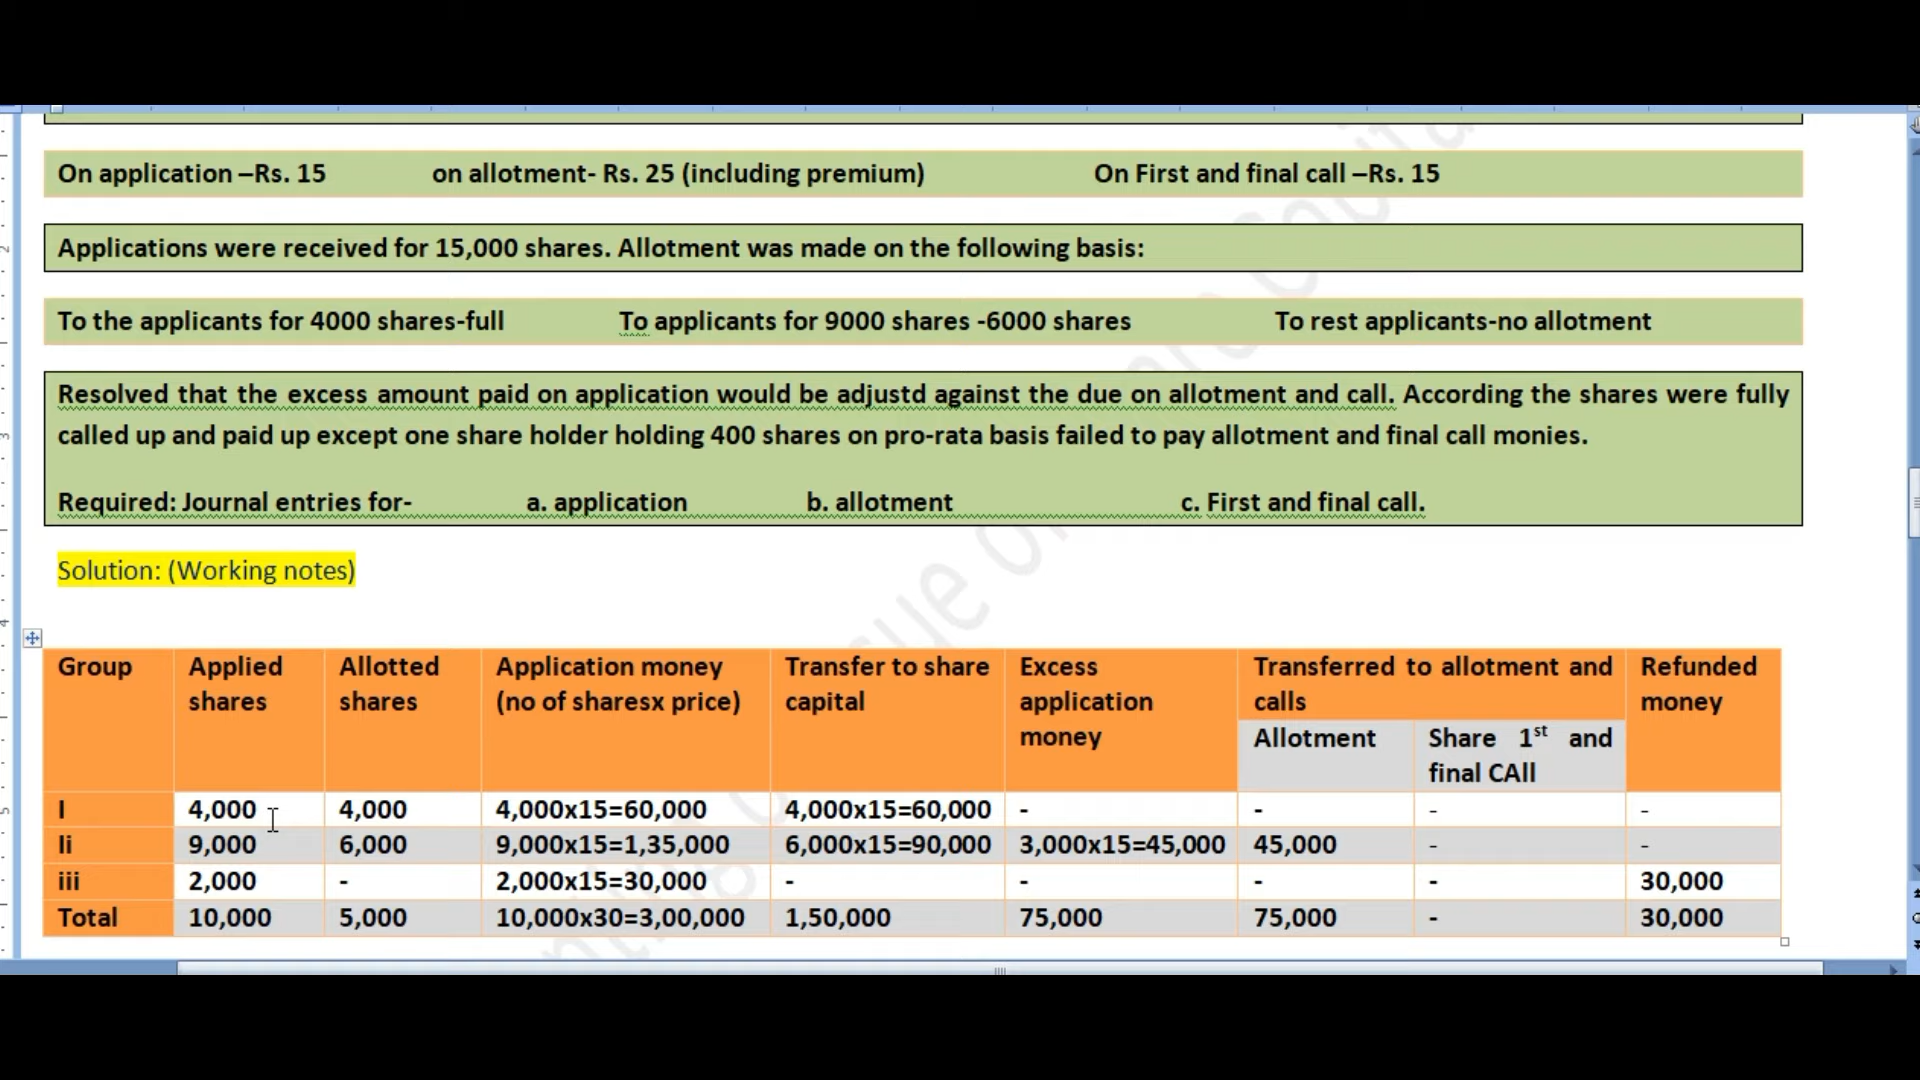 On application –Rs. 15 on allotment- Rs. 25 (including premium) On First and final call –Rs. 15
Applications were received for 15,000 shares. Allotment was made on the following basis:
To the applicants for 4000 shares-full To applicants for 9000 shares -6000 shares To rest applicants-no allotment
Resolved that the excess amount paid on application would be adjustd against the due on allotment and call. According the shares were fully
called up and paid up except one share holder holding 400 shares on pro-rata basis failed to pay allotment and final call monies.
Required: Journal entries for- a. application b. allotment c. First and final call.
Solution: (Working notes)
Group Applied shares Allotted shares Application money (no of sharesx price) Transfer to share capital Excess application money Transferred to allotment and calls Refunded money
Allotment Share 1st and final CAll
I 4,000 4,000 4,000x15=60,000 4,000x15=60,000 - - - -
Ii 9,000 6,000 9,000x15=1,35,000 6,000x15=90,000 3,000x15=45,000 45,000 - -
iii 2,000 - 2,000x15=30,000 - - - - 30,000
Total 10,000 5,000 10,000x30=3,00,000 1,50,000 75,000 75,000 - 30,000